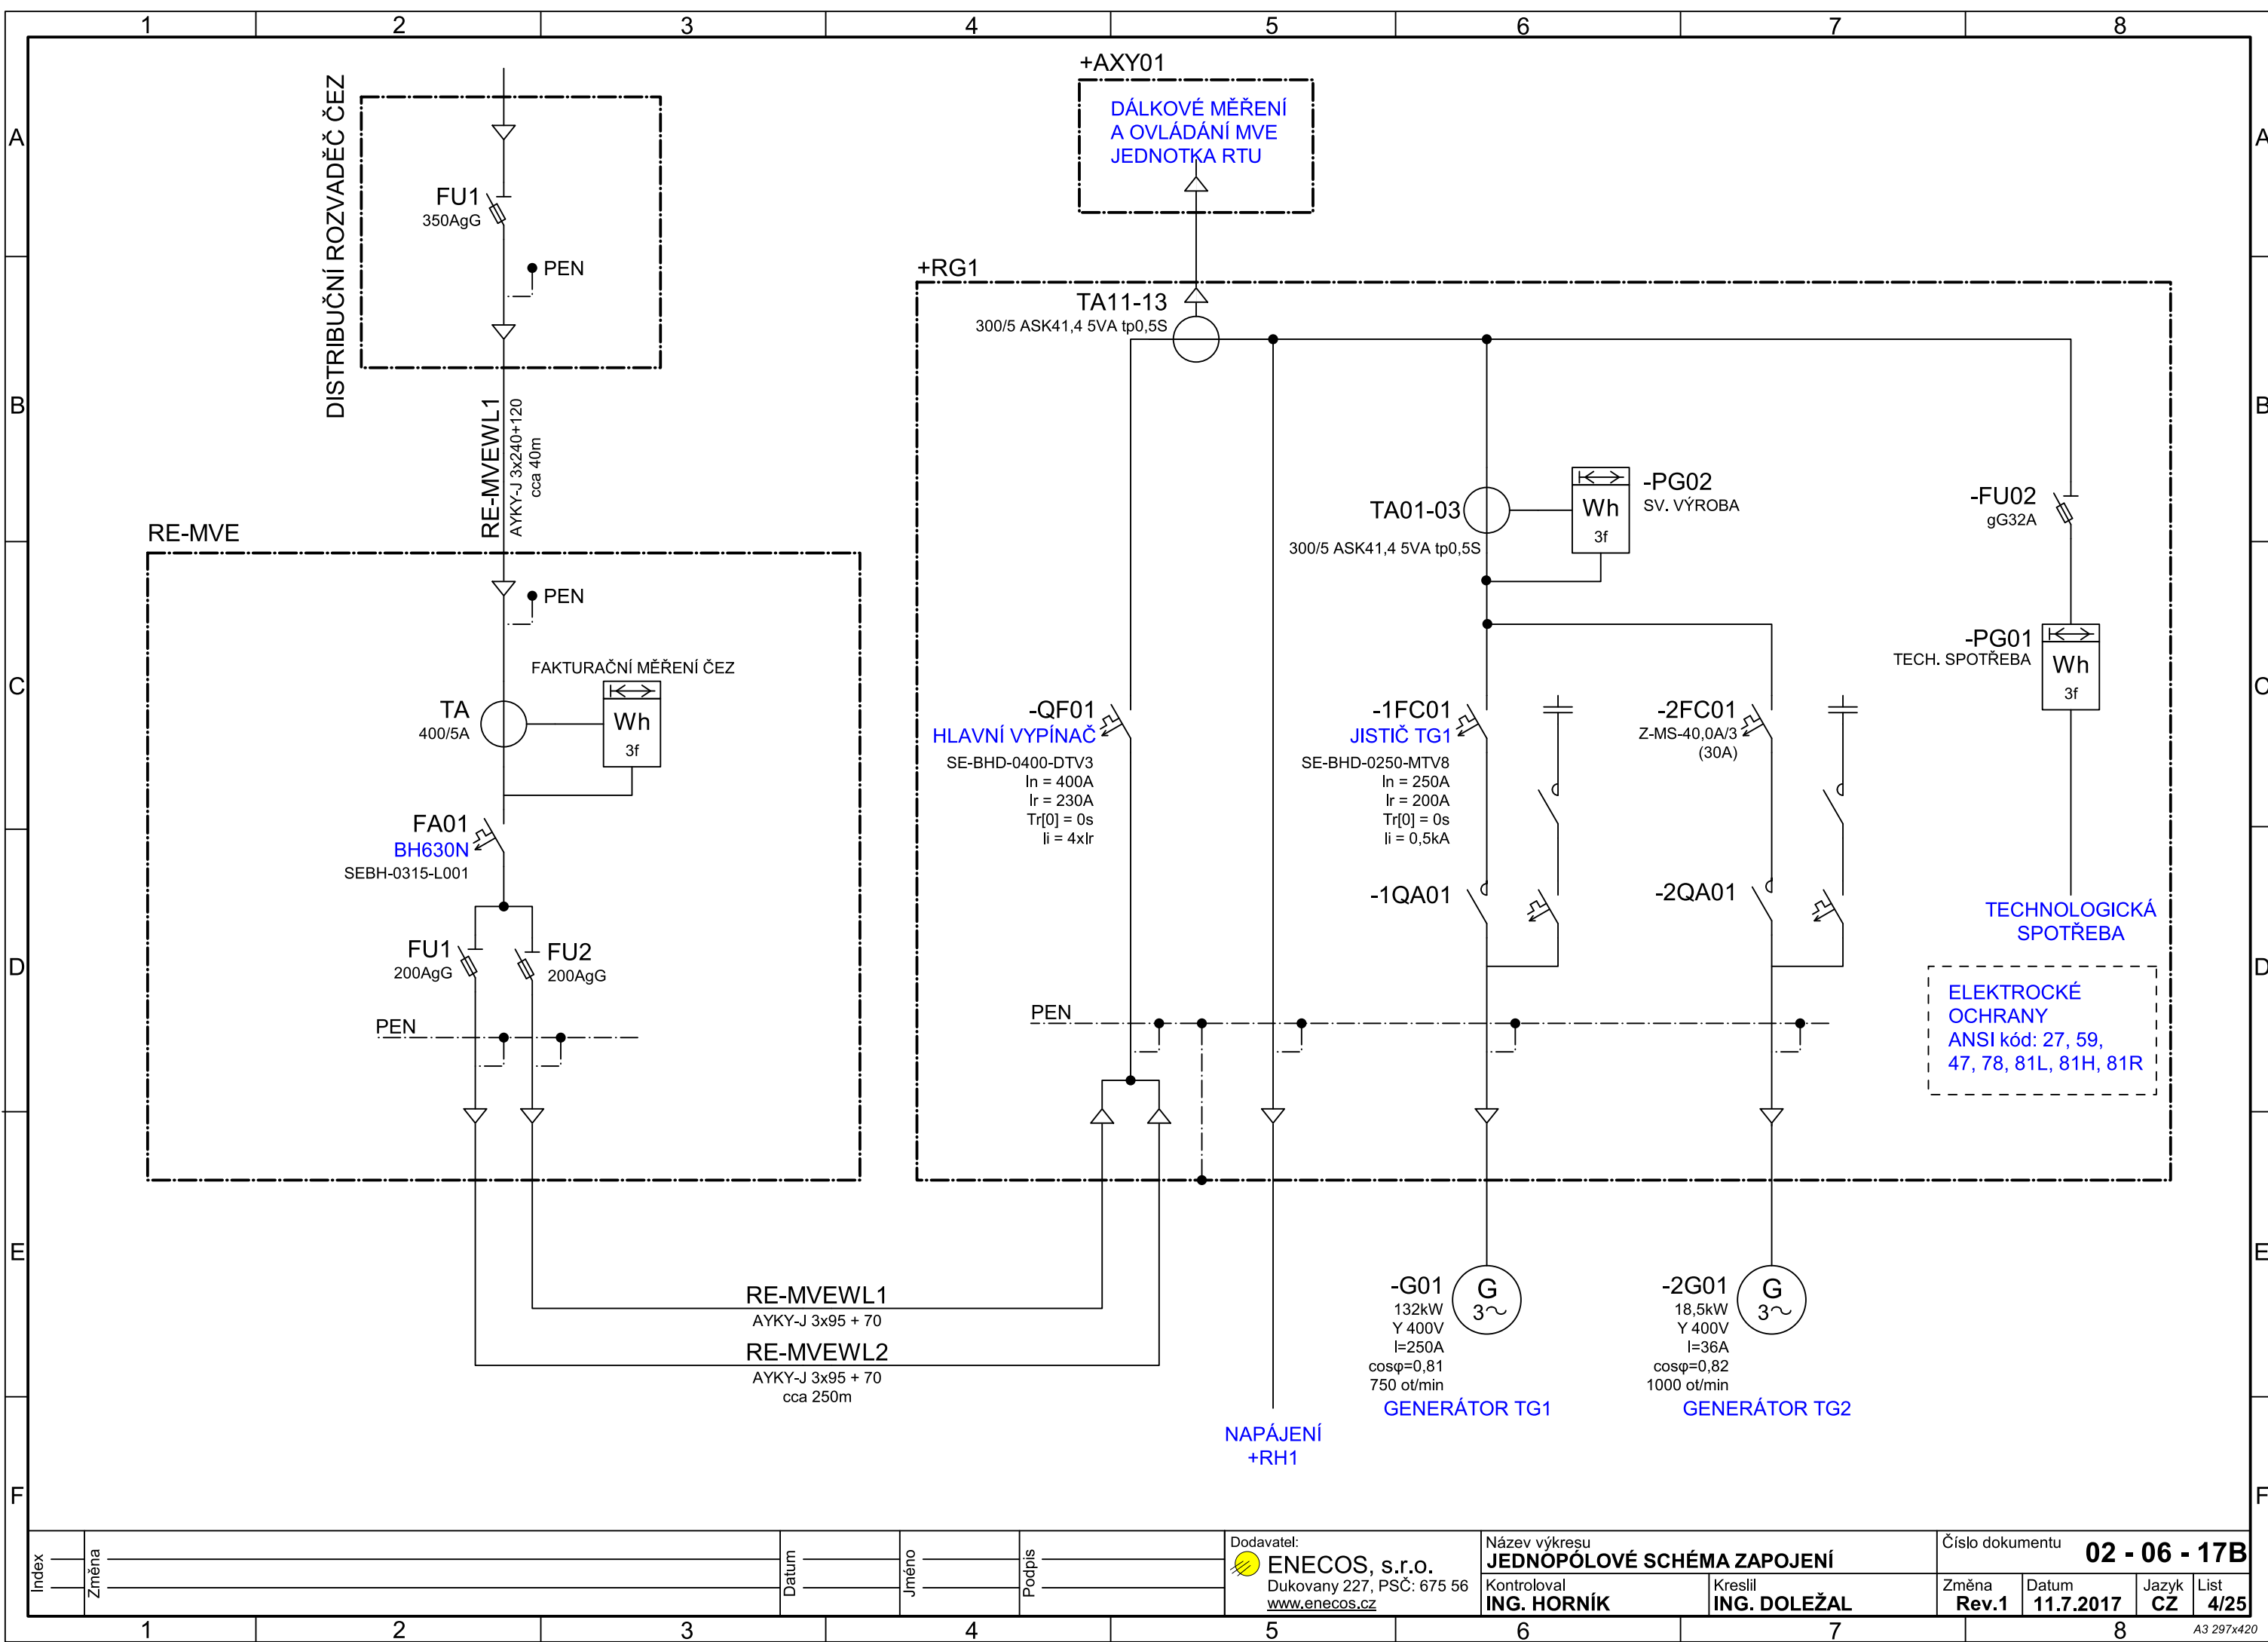 1 2 3 4 5 6 7 8
A
B
C
D
E
F
A
B
C
D
E
F
DISTRIBUČNÍ ROZVADĚČ ČEZ
FU1
350AgG
PEN
RE-MVEWL1
AYKY-J 3x240+120
cca 40m
RE-MVE
PEN
FAKTURAČNÍ MĚŘENÍ ČEZ
TA
400/5A
Wh
3f
FA01
BH630N
SEBH-0315-L001
FU1
200AgG
FU2
200AgG
PEN
RE-MVEWL1
AYKY-J 3x95 + 70
RE-MVEWL2
AYKY-J 3x95 + 70
cca 250m
+AXY01
DÁLKOVÉ MĚŘENÍ
A OVLÁDÁNÍ MVE
JEDNOTKA RTU
+RG1
TA11-13
300/5 ASK41,4 5VA tp0,5S
TA01-03
300/5 ASK41,4 5VA tp0,5S
Wh
3f
-PG02
SV. VÝROBA
-FU02
gG32A
-PG01
TECH. SPOTŘEBA
Wh
3f
-QF01
HLAVNÍ VYPÍNAČ
SE-BHD-0400-DTV3
In = 400A
Ir = 230A
Tr[0] = 0s
Ii = 4xIr
-1FC01
JISTIČ TG1
SE-BHD-0250-MTV8
In = 250A
Ir = 200A
Tr[0] = 0s
Ii = 0,5kA
-2FC01
Z-MS-40,0A/3
(30A)
-1QA01
-2QA01
TECHNOLOGICKÁ
SPOTŘEBA
ELEKTROCKÉ
OCHRANY
ANSI kód: 27, 59,
47, 78, 81L, 81H, 81R
PEN
-G01
132kW
Y 400V
I=250A
cosφ=0,81
750 ot/min
GENERÁTOR TG1
G
3～
-2G01
18,5kW
Y 400V
I=36A
cosφ=0,82
1000 ot/min
GENERÁTOR TG2
G
3～
NAPÁJENÍ
+RH1
Index
Změna
Datum
Jméno
Podpis
Dodavatel:
ENECOS, s.r.o.
Dukovany 227, PSČ: 675 56
www.enecos.cz
Název výkresu
JEDNOPÓLOVÉ SCHÉMA ZAPOJENÍ
Kontroloval
ING. HORNÍK
Kreslil
ING. DOLEŽAL
Číslo dokumentu
02 - 06 - 17B
Změna
Rev.1
Datum
11.7.2017
Jazyk
CZ
List
4/25
1 2 3 4 5 6 7 8
A3 297x420